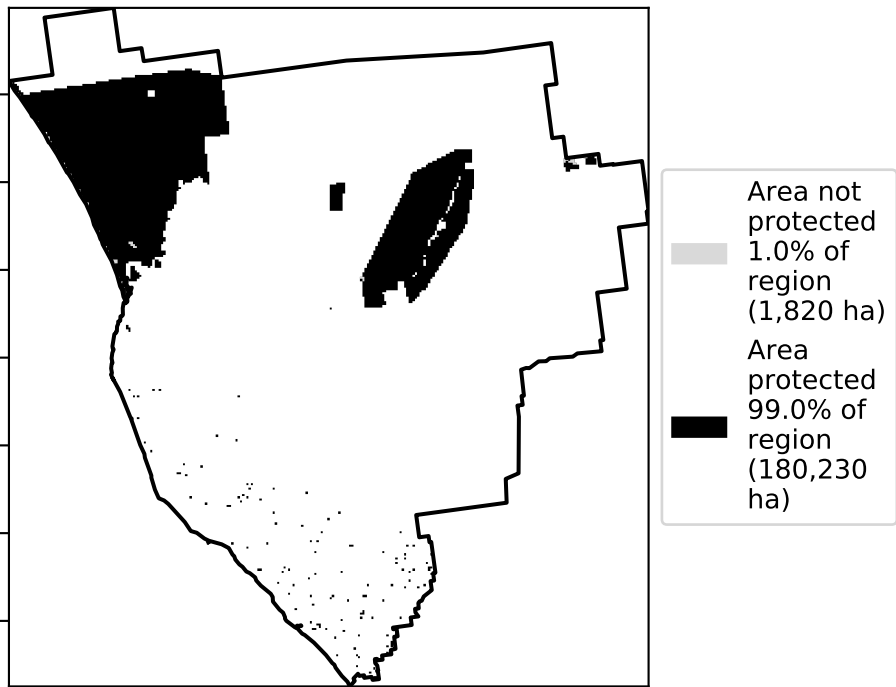 Area not
protected
1.0% of
region
(1,820 ha)
Area
protected
99.0% of
region
(180,230
ha)